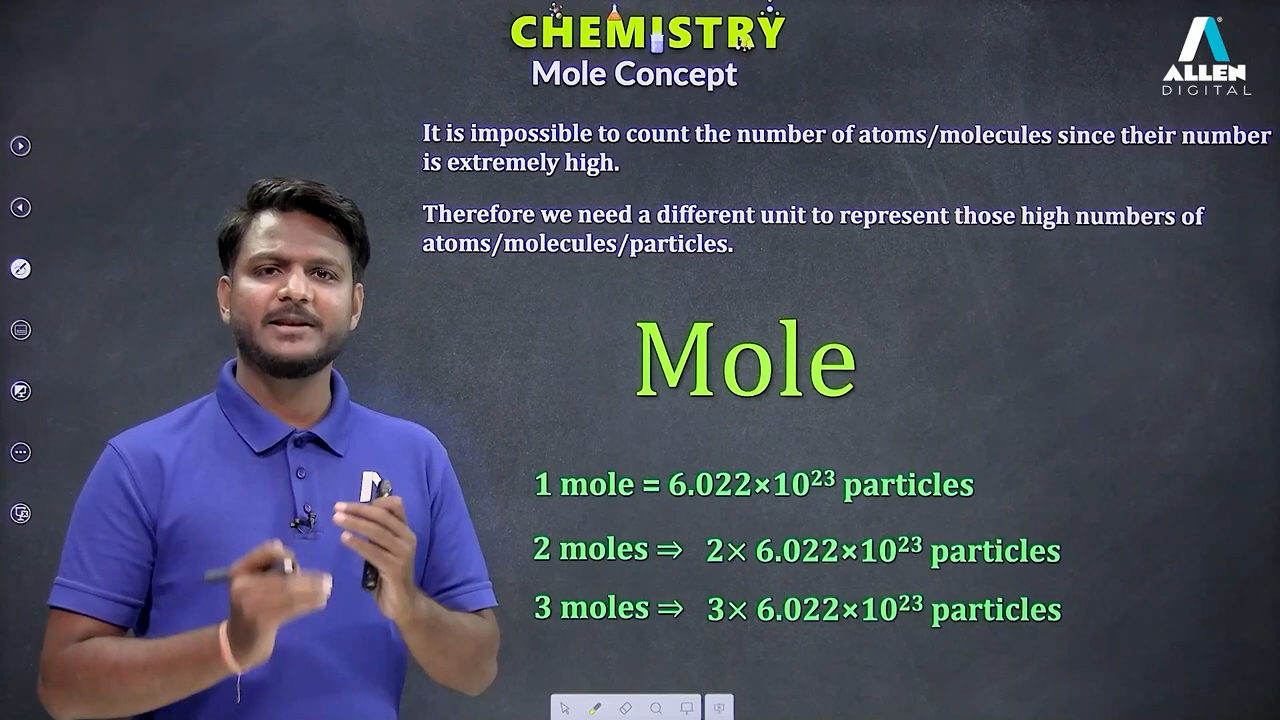 CHEMISTRY
Mole Concept
ALLEN
DIGITAL
It is impossible to count the number of atoms/molecules since their number
is extremely high.
Therefore we need a different unit to represent those high numbers of
atoms/molecules/particles.
Mole
1 mole = 6.022×10²³ particles
2 moles ⇒ 2× 6.022×10²³ particles
3 moles ⇒ 3× 6.022×10²³ particles